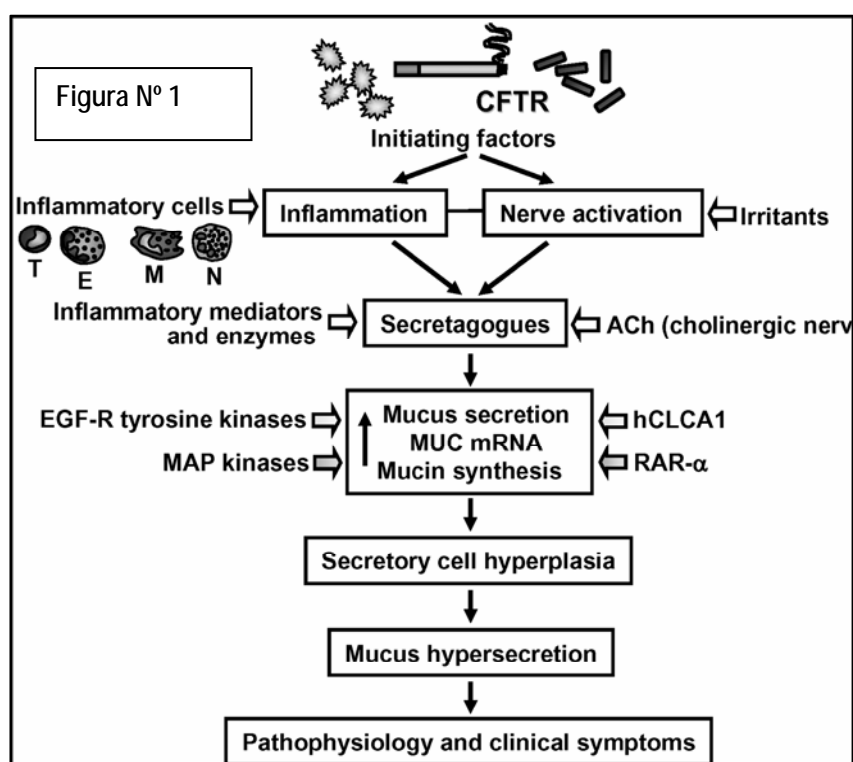 Figura Nº 1
CFTR
Initiating factors
Inflammatory cells
Inflammation
Nerve activation
Irritants
T
E
M
N
Inflammatory mediators
and enzymes
Secretagogues
ACh (cholinergic nerv
EGF-R tyrosine kinases
Mucus secretion
hCLCA1
MUC mRNA
MAP kinases
Mucin synthesis
RAR-α
Secretory cell hyperplasia
Mucus hypersecretion
Pathophysiology and clinical symptoms